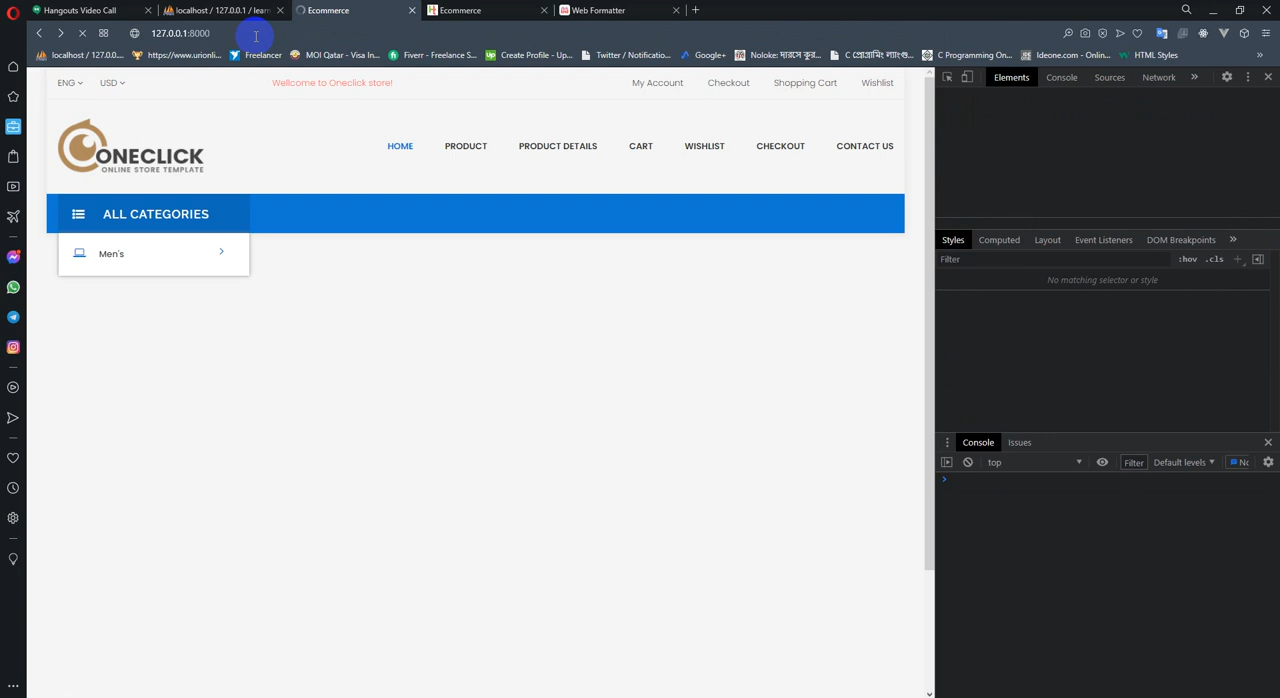 Hangouts Video Call
localhost / 127.0.0.1 / learn
Ecommerce
Ecommerce
Web Formatter
127.0.0.1:8000
localhost / 127.0.0....
https://www.urionli...
Freelancer
MOI Qatar - Visa In...
Fiverr - Freelance S...
Create Profile - Up...
Twitter / Notificatio...
Google+
Noloke: দারসে কুর...
C প্রোগ্রামিং ল্যাংগু...
C Programming On...
Ideone.com - Onlin...
HTML Styles
ENG
USD
Wellcome to Oneclick store!
My Account
Checkout
Shopping Cart
Wishlist
ONECLICK
ONLINE STORE TEMPLATE
HOME
PRODUCT
PRODUCT DETAILS
CART
WISHLIST
CHECKOUT
CONTACT US
ALL CATEGORIES
Men's
Elements
Console
Sources
Network
Styles
Computed
Layout
Event Listeners
DOM Breakpoints
Filter
:hov
.cls
No matching selector or style
Console
Issues
top
Filter
Default levels